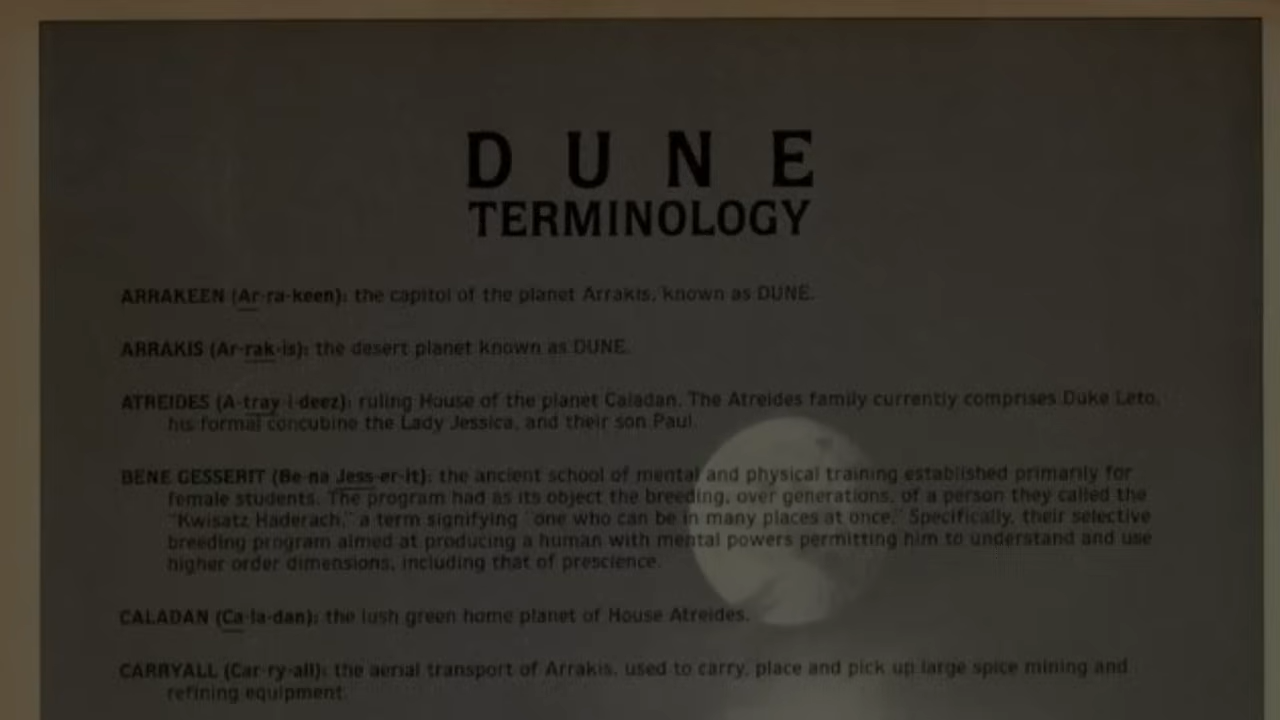 DUNE
TERMINOLOGY
ARRAKEEN (Ar-ra-keen): the capitol of the planet Arrakis, known as DUNE.
ARRAKIS (Ar-rak-is): the desert planet known as DUNE.
ATREIDES (A-tray-i-deez): ruling House of the planet Caladan. The Atreides family currently comprises Duke Leto,
his formal concubine the Lady Jessica, and their son Paul.
BENE GESSERIT (Be-na Jess-er-it): the ancient school of mental and physical training established primarily for
female students. The program had as its object the breeding, over generations, of a person they called the
"Kwisatz Haderach," a term signifying "one who can be in many places at once." Specifically, their selective
breeding program aimed at producing a human with mental powers permitting him to understand and use
higher order dimensions, including that of prescience.
CALADAN (Ca-la-dan): the lush green home planet of House Atreides.
CARRYALL (Car-ry-all): the aerial transport of Arrakis, used to carry, place and pick up large spice mining and
refining equipment.